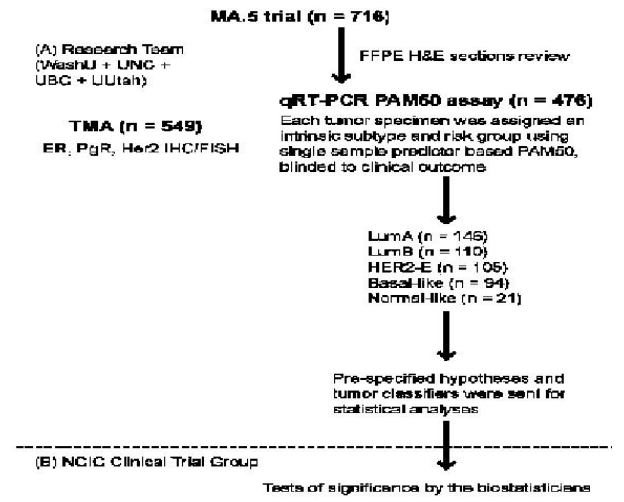 MA.5 trial (n = 716)
(A) Research Team
(WashU + UNC +
UBC + UUtah)
FFPE H&E sections review
TMA (n = 549)
ER, PgR, Her2 IHC/FISH
qRT-PCR PAM50 assay (n = 476)
Each tumor specimen was assigned an
intrinsic subtype and risk group using
single sample predictor based PAM50,
blinded to clinical outcome
LumA (n = 146)
LumB (n = 110)
HER2-E (n = 105)
Basal-like (n = 94)
Normal-like (n = 21)
Pre-specified hypotheses and
tumor classifiers were sent for
statistical analyses
(B) NCIC Clinical Trial Group
Tests of significance by the biostatisticians